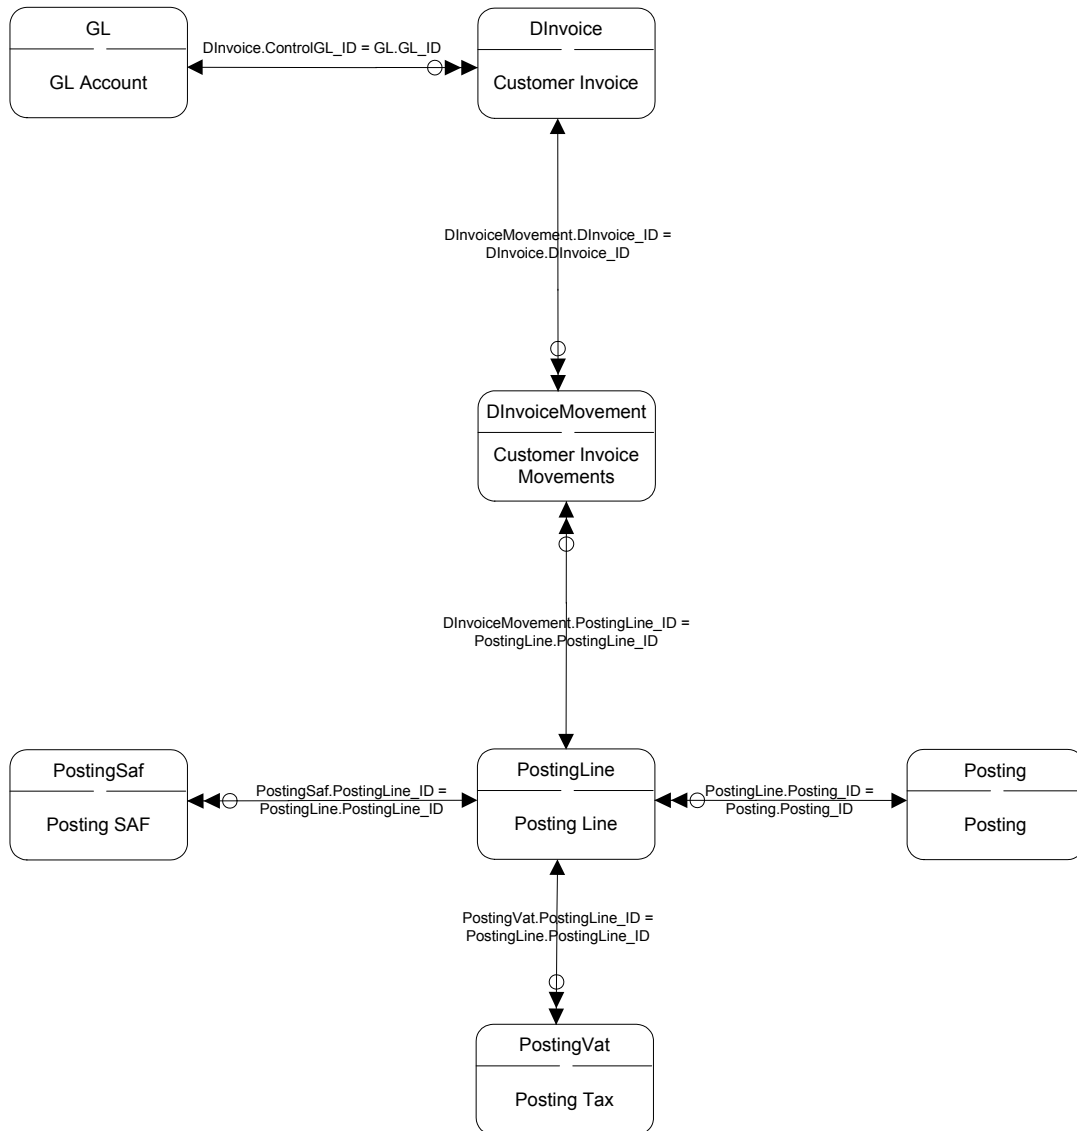 GL
GL Account
DInvoice.ControlGL_ID = GL.GL_ID
DInvoice
Customer Invoice
DInvoiceMovement.DInvoice_ID =
DInvoice.DInvoice_ID
DInvoiceMovement
Customer Invoice
Movements
DInvoiceMovement.PostingLine_ID =
PostingLine.PostingLine_ID
PostingSaf
Posting SAF
PostingSaf.PostingLine_ID =
PostingLine.PostingLine_ID
PostingLine
Posting Line
PostingLine.Posting_ID =
Posting.Posting_ID
Posting
Posting
PostingVat.PostingLine_ID =
PostingLine.PostingLine_ID
PostingVat
Posting Tax